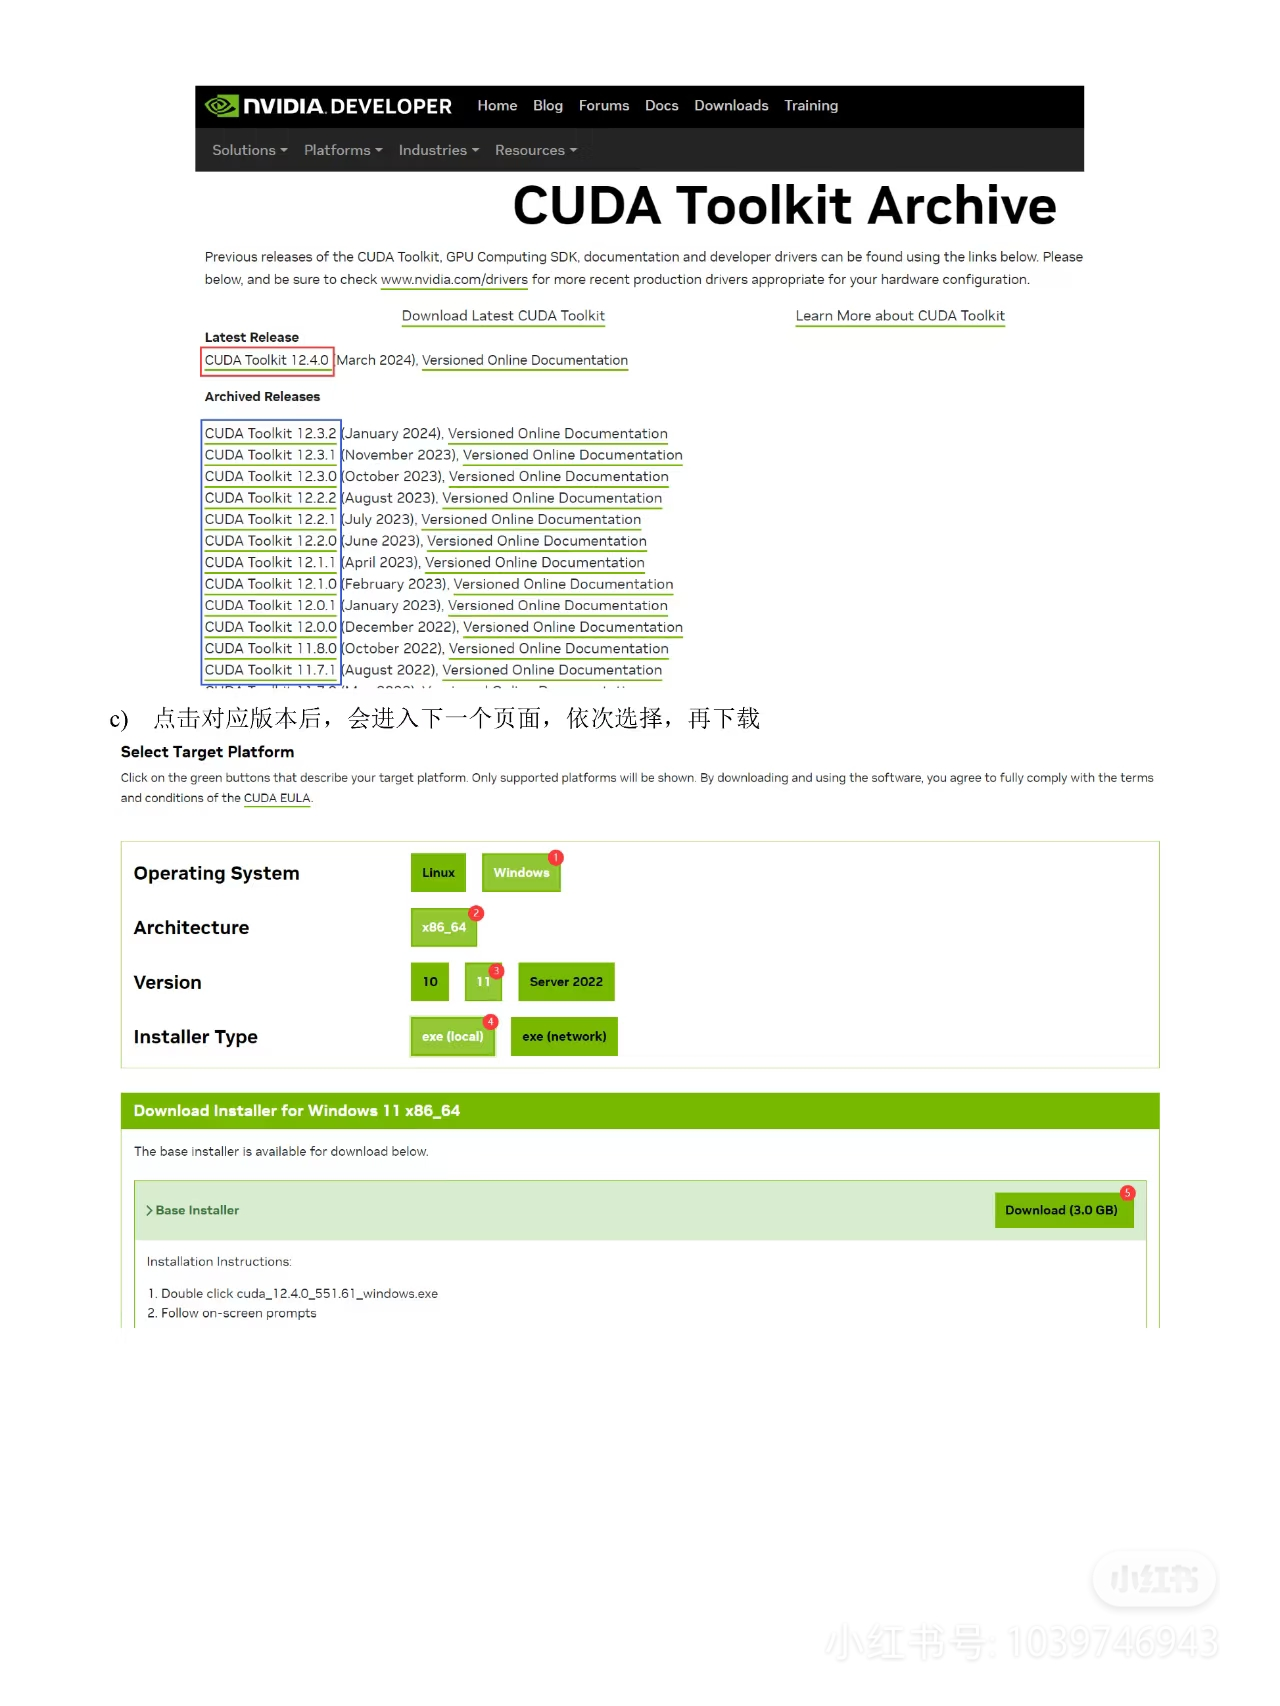 NVIDIA. DEVELOPER Home Blog Forums Docs Downloads Training
Solutions Platforms Industries Resources
CUDA Toolkit Archive
Previous releases of the CUDA Toolkit, GPU Computing SDK, documentation and developer drivers can be found using the links below. Please
below, and be sure to check www.nvidia.com/drivers for more recent production drivers appropriate for your hardware configuration.
Download Latest CUDA Toolkit Learn More about CUDA Toolkit
Latest Release
CUDA Toolkit 12.4.0 (March 2024), Versioned Online Documentation
Archived Releases
CUDA Toolkit 12.3.2 (January 2024), Versioned Online Documentation
CUDA Toolkit 12.3.1 (November 2023), Versioned Online Documentation
CUDA Toolkit 12.3.0 (October 2023), Versioned Online Documentation
CUDA Toolkit 12.2.2 (August 2023), Versioned Online Documentation
CUDA Toolkit 12.2.1 (July 2023), Versioned Online Documentation
CUDA Toolkit 12.2.0 (June 2023), Versioned Online Documentation
CUDA Toolkit 12.1.1 (April 2023), Versioned Online Documentation
CUDA Toolkit 12.1.0 (February 2023), Versioned Online Documentation
CUDA Toolkit 12.0.1 (January 2023), Versioned Online Documentation
CUDA Toolkit 12.0.0 (December 2022), Versioned Online Documentation
CUDA Toolkit 11.8.0 (October 2022), Versioned Online Documentation
CUDA Toolkit 11.7.1 (August 2022), Versioned Online Documentation
c) 点击对应版本后，会进入下一个页面，依次选择，再下载
Select Target Platform
Click on the green buttons that describe your target platform. Only supported platforms will be shown. By downloading and using the software, you agree to fully comply with the terms
and conditions of the CUDA EULA.
Operating System Linux Windows 1
Architecture x86_64 2
Version 10 11 3 Server 2022
Installer Type exe (local) 4 exe (network)
Download Installer for Windows 11 x86_64
The base installer is available for download below.
Base Installer Download (3.0 GB) 5
Installation Instructions:
1. Double click cuda_12.4.0_551.61_windows.exe
2. Follow on-screen prompts
小红书
小红书号: 1039746943